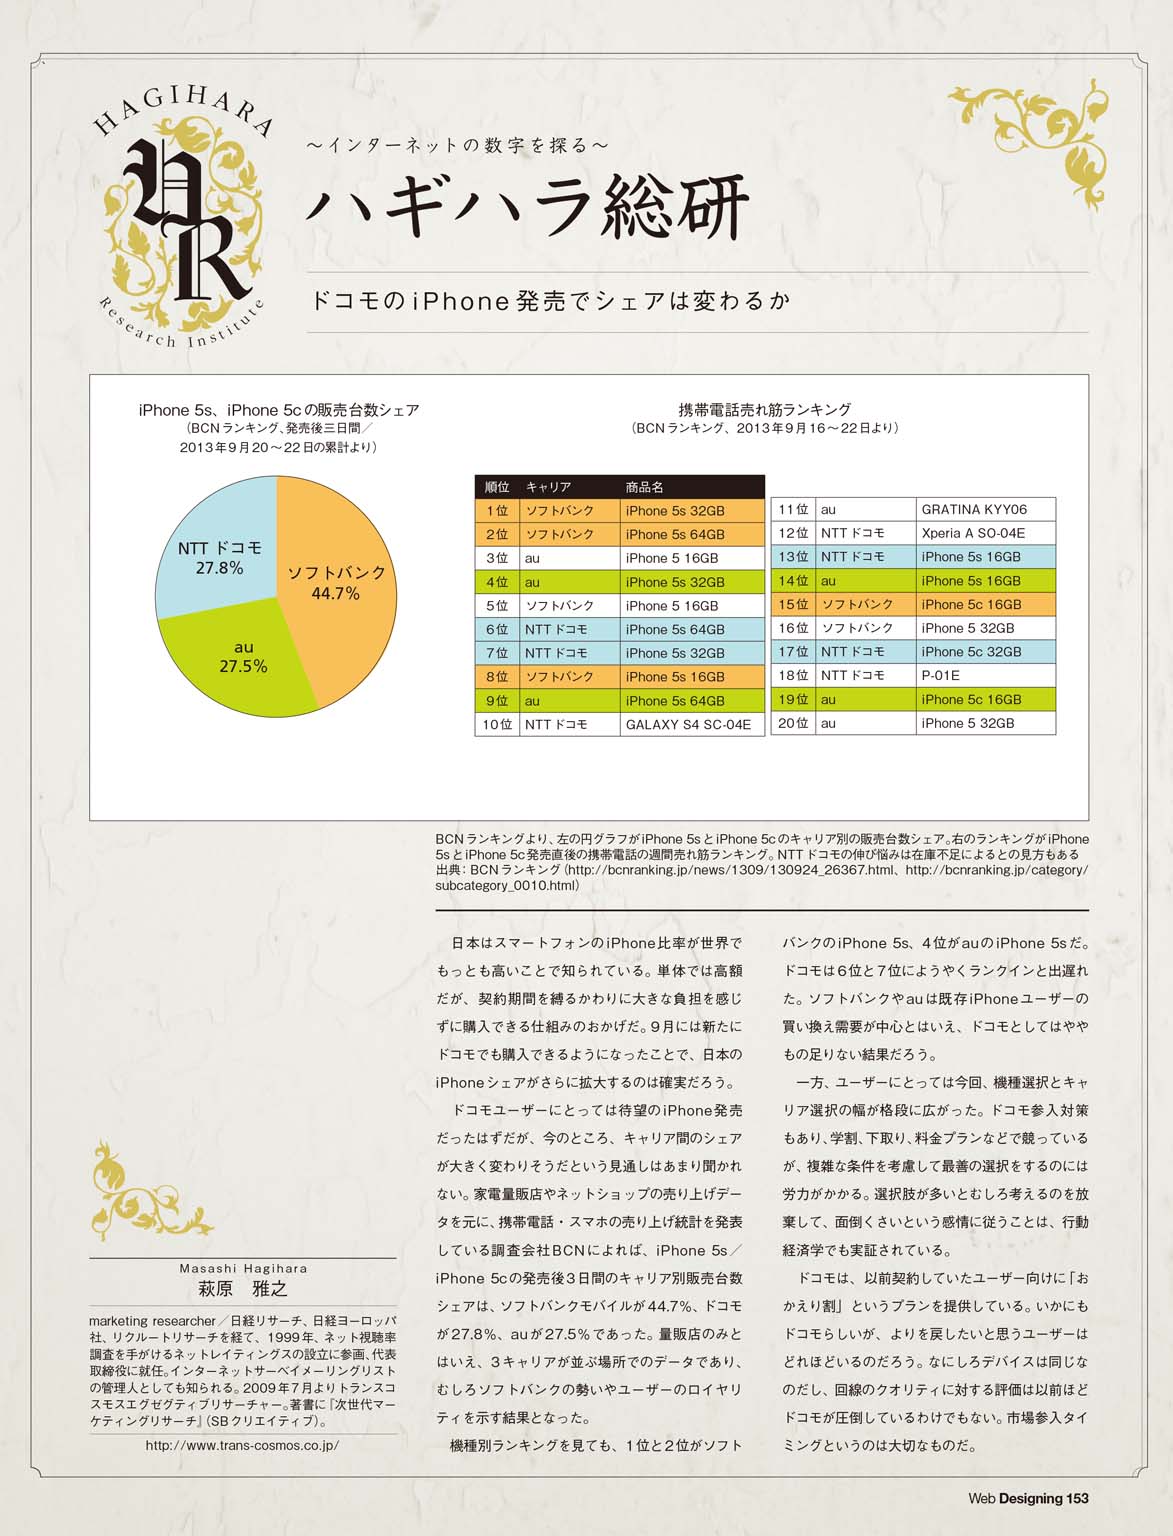 HAGIHARA
HR
Research Institute
～インターネットの数字を探る～
ハギハラ総研
ドコモのiPhone発売でシェアは変わるか
iPhone 5s、iPhone 5cの販売台数シェア
（BCNランキング、発売後三日間／
2013年9月20～22日の累計より）
NTTドコモ
27.8%
ソフトバンク
44.7%
au
27.5%
携帯電話売れ筋ランキング
（BCNランキング、2013年9月16～22日より）
順位 キャリア 商品名
1位 ソフトバンク iPhone 5s 32GB
2位 ソフトバンク iPhone 5s 64GB
3位 au iPhone 5 16GB
4位 au iPhone 5s 32GB
5位 ソフトバンク iPhone 5 16GB
6位 NTTドコモ iPhone 5s 64GB
7位 NTTドコモ iPhone 5s 32GB
8位 ソフトバンク iPhone 5s 16GB
9位 au iPhone 5s 64GB
10位 NTTドコモ GALAXY S4 SC-04E
11位 au GRATINA KYY06
12位 NTTドコモ Xperia A SO-04E
13位 NTTドコモ iPhone 5s 16GB
14位 au iPhone 5s 16GB
15位 ソフトバンク iPhone 5c 16GB
16位 ソフトバンク iPhone 5 32GB
17位 NTTドコモ iPhone 5c 32GB
18位 NTTドコモ P-01E
19位 au iPhone 5c 16GB
20位 au iPhone 5 32GB
BCNランキングより、左の円グラフがiPhone 5sとiPhone 5cのキャリア別の販売台数シェア。右のランキングがiPhone
5sとiPhone 5c発売直後の携帯電話の週間売れ筋ランキング。NTTドコモの伸び悩みは在庫不足によるとの見方もある
出典：BCNランキング（http://bcnranking.jp/news/1309/130924_26367.html、http://bcnranking.jp/category/
subcategory_0010.html）
日本はスマートフォンのiPhone比率が世界で
もっとも高いことで知られている。単体では高額
だが、契約期間を縛るかわりに大きな負担を感じ
ずに購入できる仕組みのおかげだ。9月には新たに
ドコモでも購入できるようになったことで、日本の
iPhoneシェアがさらに拡大するのは確実だろう。
ドコモユーザーにとっては待望のiPhone発売
だったはずだが、今のところ、キャリア間のシェア
が大きく変わりそうだという見通しはあまり聞かれ
ない。家電量販店やネットショップの売り上げデー
タを元に、携帯電話・スマホの売り上げ統計を発表
している調査会社BCNによれば、iPhone 5s／
iPhone 5cの発売後3日間のキャリア別販売台数
シェアは、ソフトバンクモバイルが44.7%、ドコモ
が27.8%、auが27.5%であった。量販店のみと
はいえ、3キャリアが並ぶ場所でのデータであり、
むしろソフトバンクの勢いやユーザーのロイヤリ
ティを示す結果となった。
機種別ランキングを見ても、1位と2位がソフト
バンクのiPhone 5s、4位がauのiPhone 5sだ。
ドコモは6位と7位にようやくランクインと出遅れ
た。ソフトバンクやauは既存iPhoneユーザーの
買い換え需要が中心とはいえ、ドコモとしてはやや
もの足りない結果だろう。
一方、ユーザーにとっては今回、機種選択とキャ
リア選択の幅が格段に広がった。ドコモ参入対策
もあり、学割、下取り、料金プランなどで競っている
が、複雑な条件を考慮して最善の選択をするのには
労力がかかる。選択肢が多いとむしろ考えるのを放
棄して、面倒くさいという感情に従うことは、行動
経済学でも実証されている。
ドコモは、以前契約していたユーザー向けに「お
かえり割」というプランを提供している。いかにも
ドコモらしいが、よりを戻したいと思うユーザーは
どれほどいるのだろう。なにしろデバイスは同じな
のだし、回線のクオリティに対する評価は以前ほど
ドコモが圧倒しているわけでもない。市場参入タイ
ミングというのは大切なものだ。
Masashi Hagihara
萩原 雅之
marketing researcher／日経リサーチ、日経ヨーロッパ
社、リクルートリサーチを経て、1999年、ネット視聴率
調査を手がけるネットレイティングスの設立に参画、代表
取締役に就任。インターネットサーベイメーリングリスト
の管理人としても知られる。2009年7月よりトランスコ
スモスエグゼクティブリサーチャー。著書に『次世代マー
ケティングリサーチ』（SBクリエイティブ）。
http://www.trans-cosmos.co.jp/
Web Designing 153